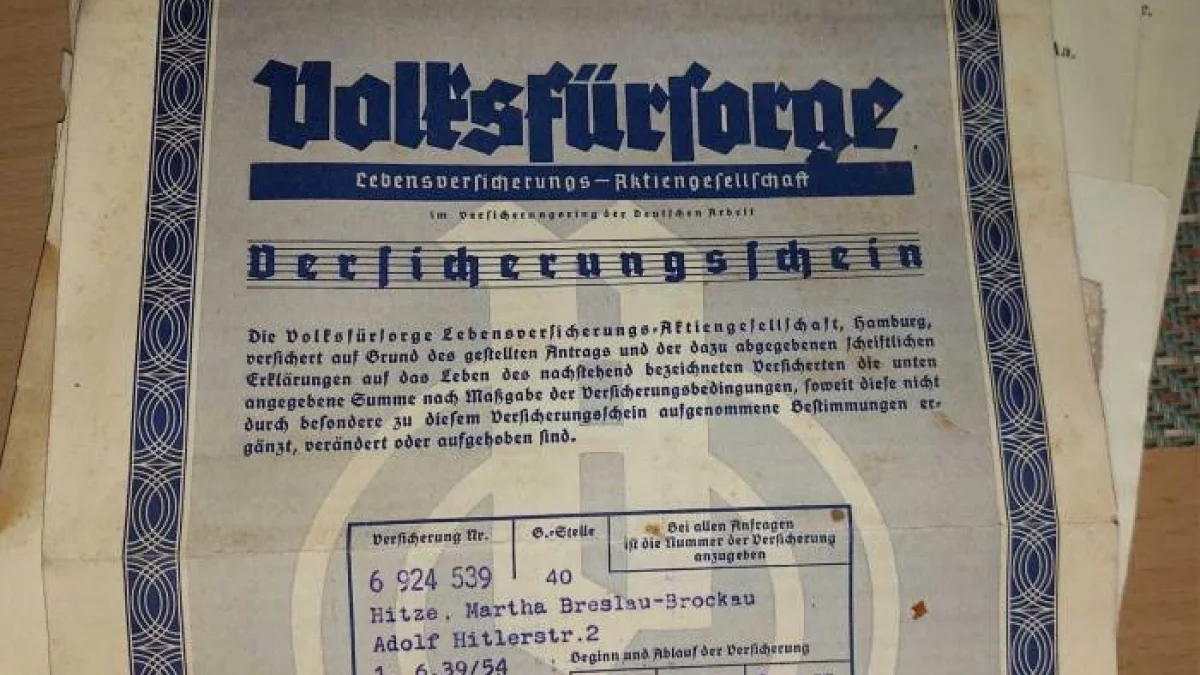 Volksfürsorge
Lebensversicherungs-Aktiengesellschaft
im Versicherungsring der Deutschen Arbeit
Versicherungsschein
Die Volksfürsorge Lebensversicherungs-Aktiengesellschaft, Hamburg,
versichert auf Grund des gestellten Antrags und der dazu abgegebenen schriftlichen
Erklärungen auf das Leben des nachstehend bezeichneten Versicherten die unten
angegebene Summe nach Maßgabe der Versicherungsbedingungen, soweit diese nicht
durch besondere zu diesem Versicherungsschein aufgenommene Bestimmungen er-
gänzt, verändert oder aufgehoben sind.
Versicherung Nr.
6 924 539
G.-Stelle
40
Bei allen Anfragen
ist die Nummer der Versicherung
anzugeben
Hitze, Martha Breslau-Brockau
Adolf Hitlerstr.2
1. 6.39/54
Beginn und Ablauf der Versicherung